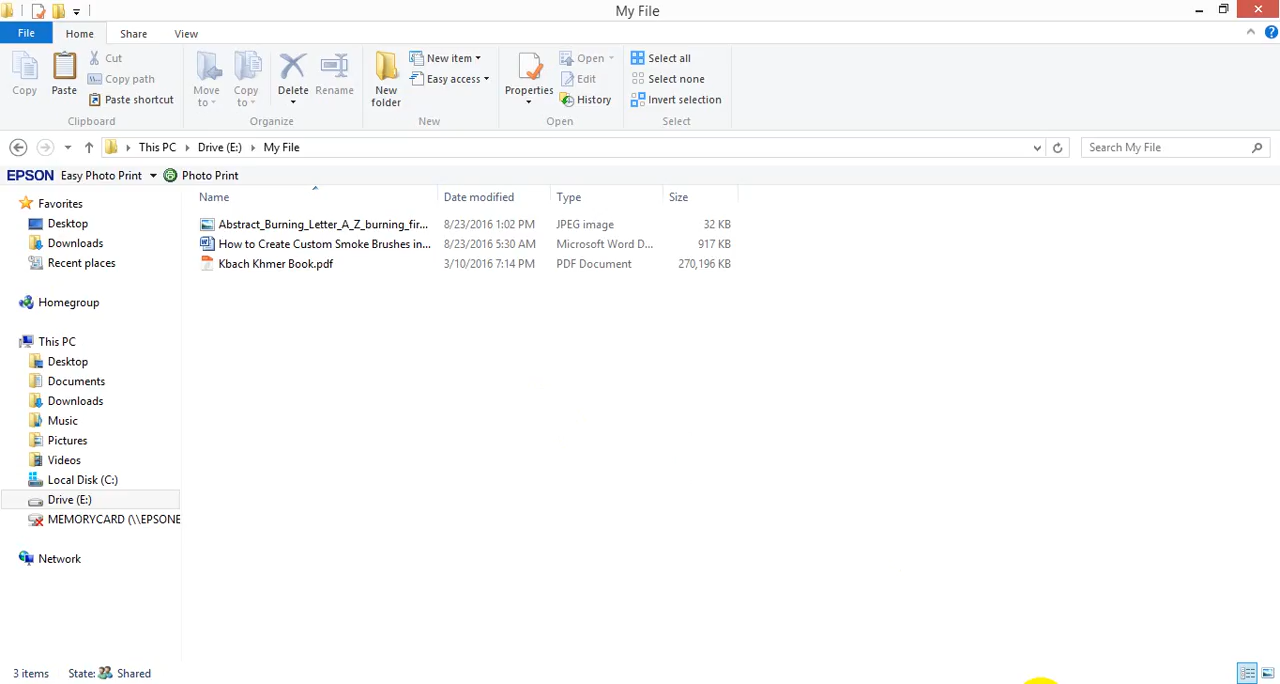 My File
File Home Share View
Copy Paste Cut Copy path Paste shortcut Move to Copy to Delete Rename New folder New item Easy access Properties Open Edit History Select all Select none Invert selection
Clipboard Organize New Open Select
This PC Drive (E:) My File Search My File
EPSON Easy Photo Print Photo Print
Name Date modified Type Size
Abstract_Burning_Letter_A_Z_burning_fir... 8/23/2016 1:02 PM JPEG image 32 KB
How to Create Custom Smoke Brushes in... 8/23/2016 5:30 AM Microsoft Word D... 917 KB
Kbach Khmer Book.pdf 3/10/2016 7:14 PM PDF Document 270,196 KB
Favorites
Desktop
Downloads
Recent places
Homegroup
This PC
Desktop
Documents
Downloads
Music
Pictures
Videos
Local Disk (C:)
Drive (E:)
MEMORYCARD (\\EPSONE
Network
3 items State: Shared